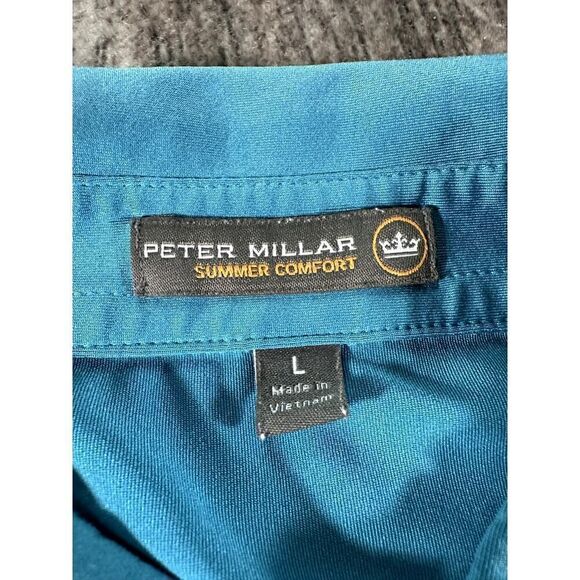 PETER MILLAR
SUMMER COMFORT
L
Made in
Vietnam